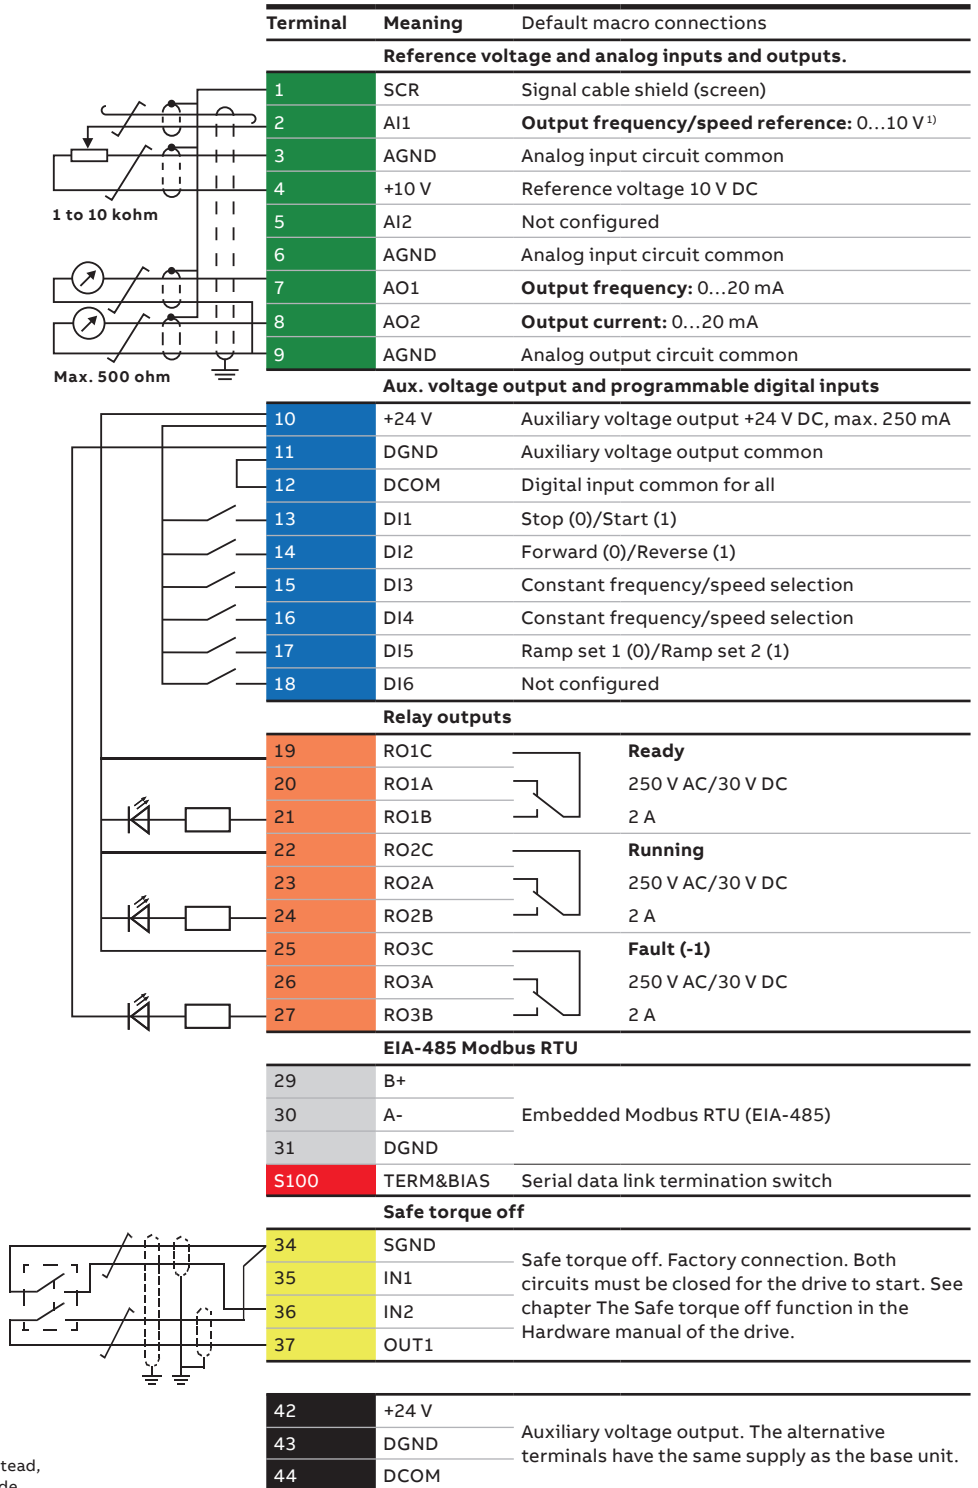 Terminal Meaning Default macro connections
Reference voltage and analog inputs and outputs.
1 SCR Signal cable shield (screen)
2 AI1 Output frequency/speed reference: 0...10 V 1)
3 AGND Analog input circuit common
4 +10 V Reference voltage 10 V DC
1 to 10 kohm
5 AI2 Not configured
6 AGND Analog input circuit common
7 AO1 Output frequency: 0...20 mA
8 AO2 Output current: 0...20 mA
9 AGND Analog output circuit common
Max. 500 ohm
Aux. voltage output and programmable digital inputs
10 +24 V Auxiliary voltage output +24 V DC, max. 250 mA
11 DGND Auxiliary voltage output common
12 DCOM Digital input common for all
13 DI1 Stop (0)/Start (1)
14 DI2 Forward (0)/Reverse (1)
15 DI3 Constant frequency/speed selection
16 DI4 Constant frequency/speed selection
17 DI5 Ramp set 1 (0)/Ramp set 2 (1)
18 DI6 Not configured
Relay outputs
19 RO1C Ready
20 RO1A 250 V AC/30 V DC
21 RO1B 2 A
22 RO2C Running
23 RO2A 250 V AC/30 V DC
24 RO2B 2 A
25 RO3C Fault (-1)
26 RO3A 250 V AC/30 V DC
27 RO3B 2 A
EIA-485 Modbus RTU
29 B+
30 A- Embedded Modbus RTU (EIA-485)
31 DGND
S100 TERM&BIAS Serial data link termination switch
Safe torque off
34 SGND
35 IN1
36 IN2
37 OUT1
Safe torque off. Factory connection. Both
circuits must be closed for the drive to start. See
chapter The Safe torque off function in the
Hardware manual of the drive.
42 +24 V
43 DGND
44 DCOM
Auxiliary voltage output. The alternative
terminals have the same supply as the base unit.
tead,